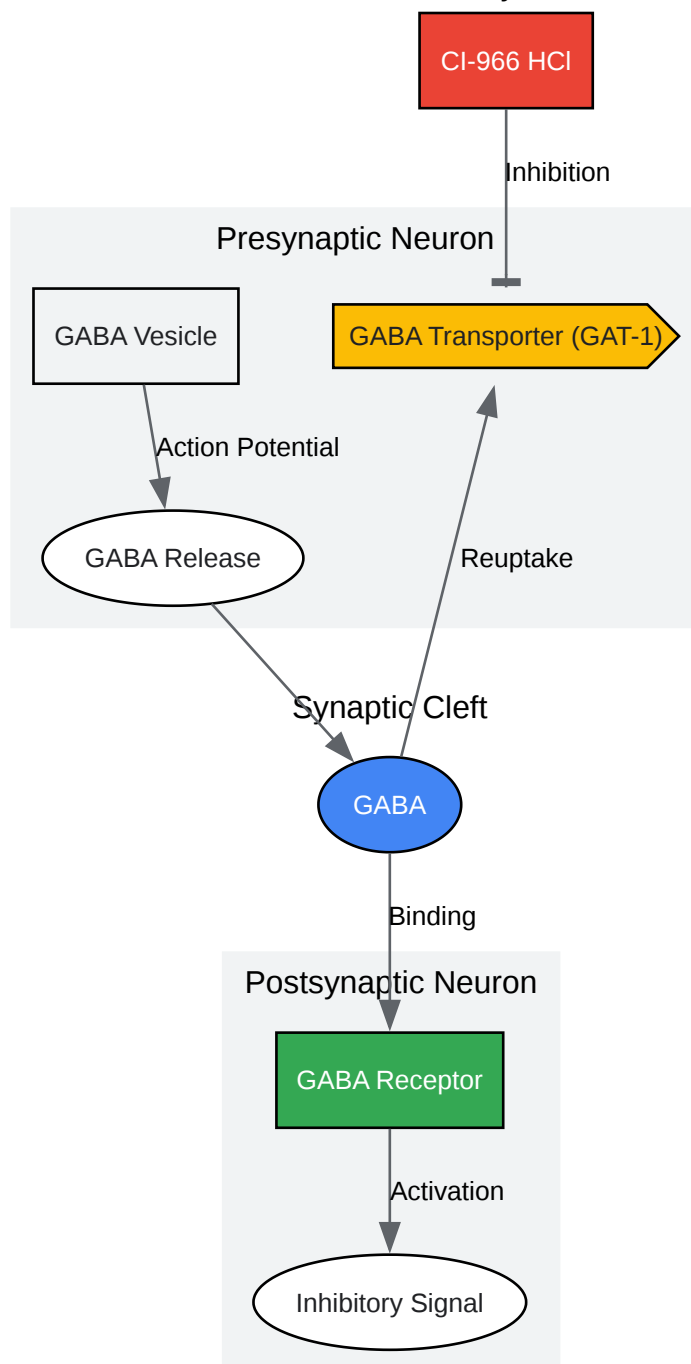 CI-966 HCl
Inhibition
Presynaptic Neuron
GABA Vesicle
GABA Transporter (GAT-1)
Action Potential
GABA Release
Reuptake
Synaptic Cleft
GABA
Binding
Postsynaptic Neuron
GABA Receptor
Activation
Inhibitory Signal